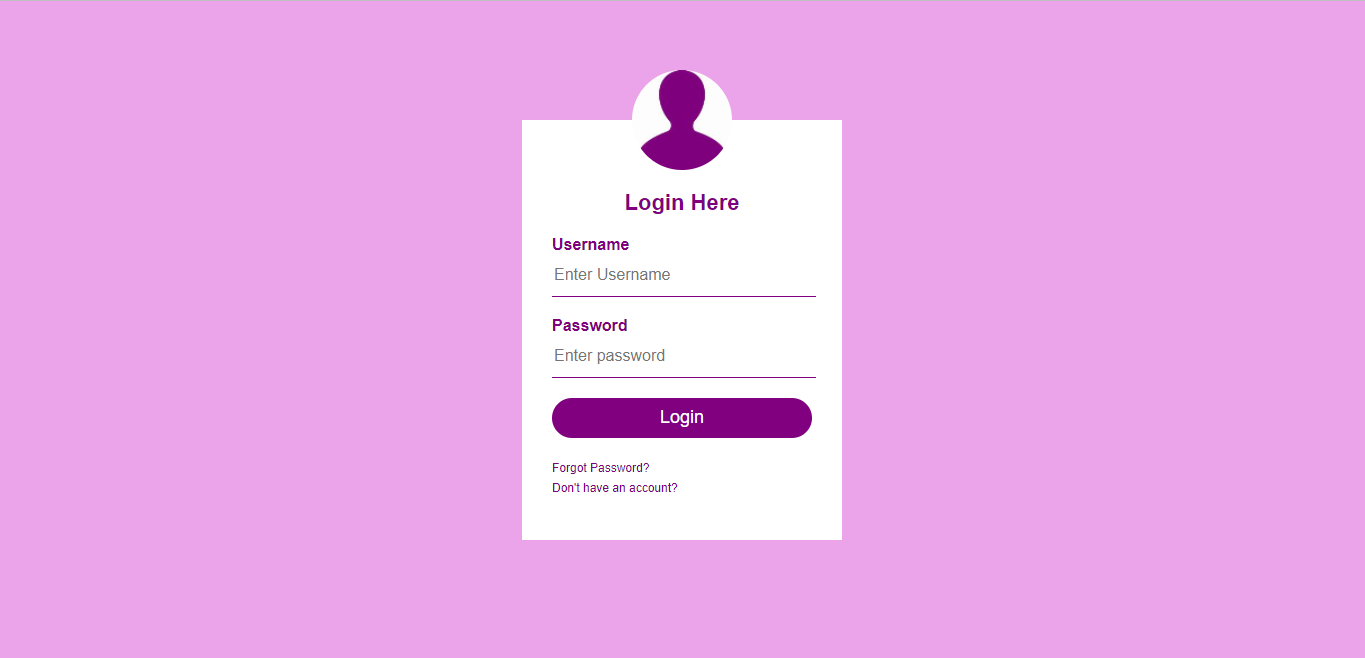 Login Here
Username
Enter Username
Password
Enter password
Login
Forgot Password?
Don't have an account?